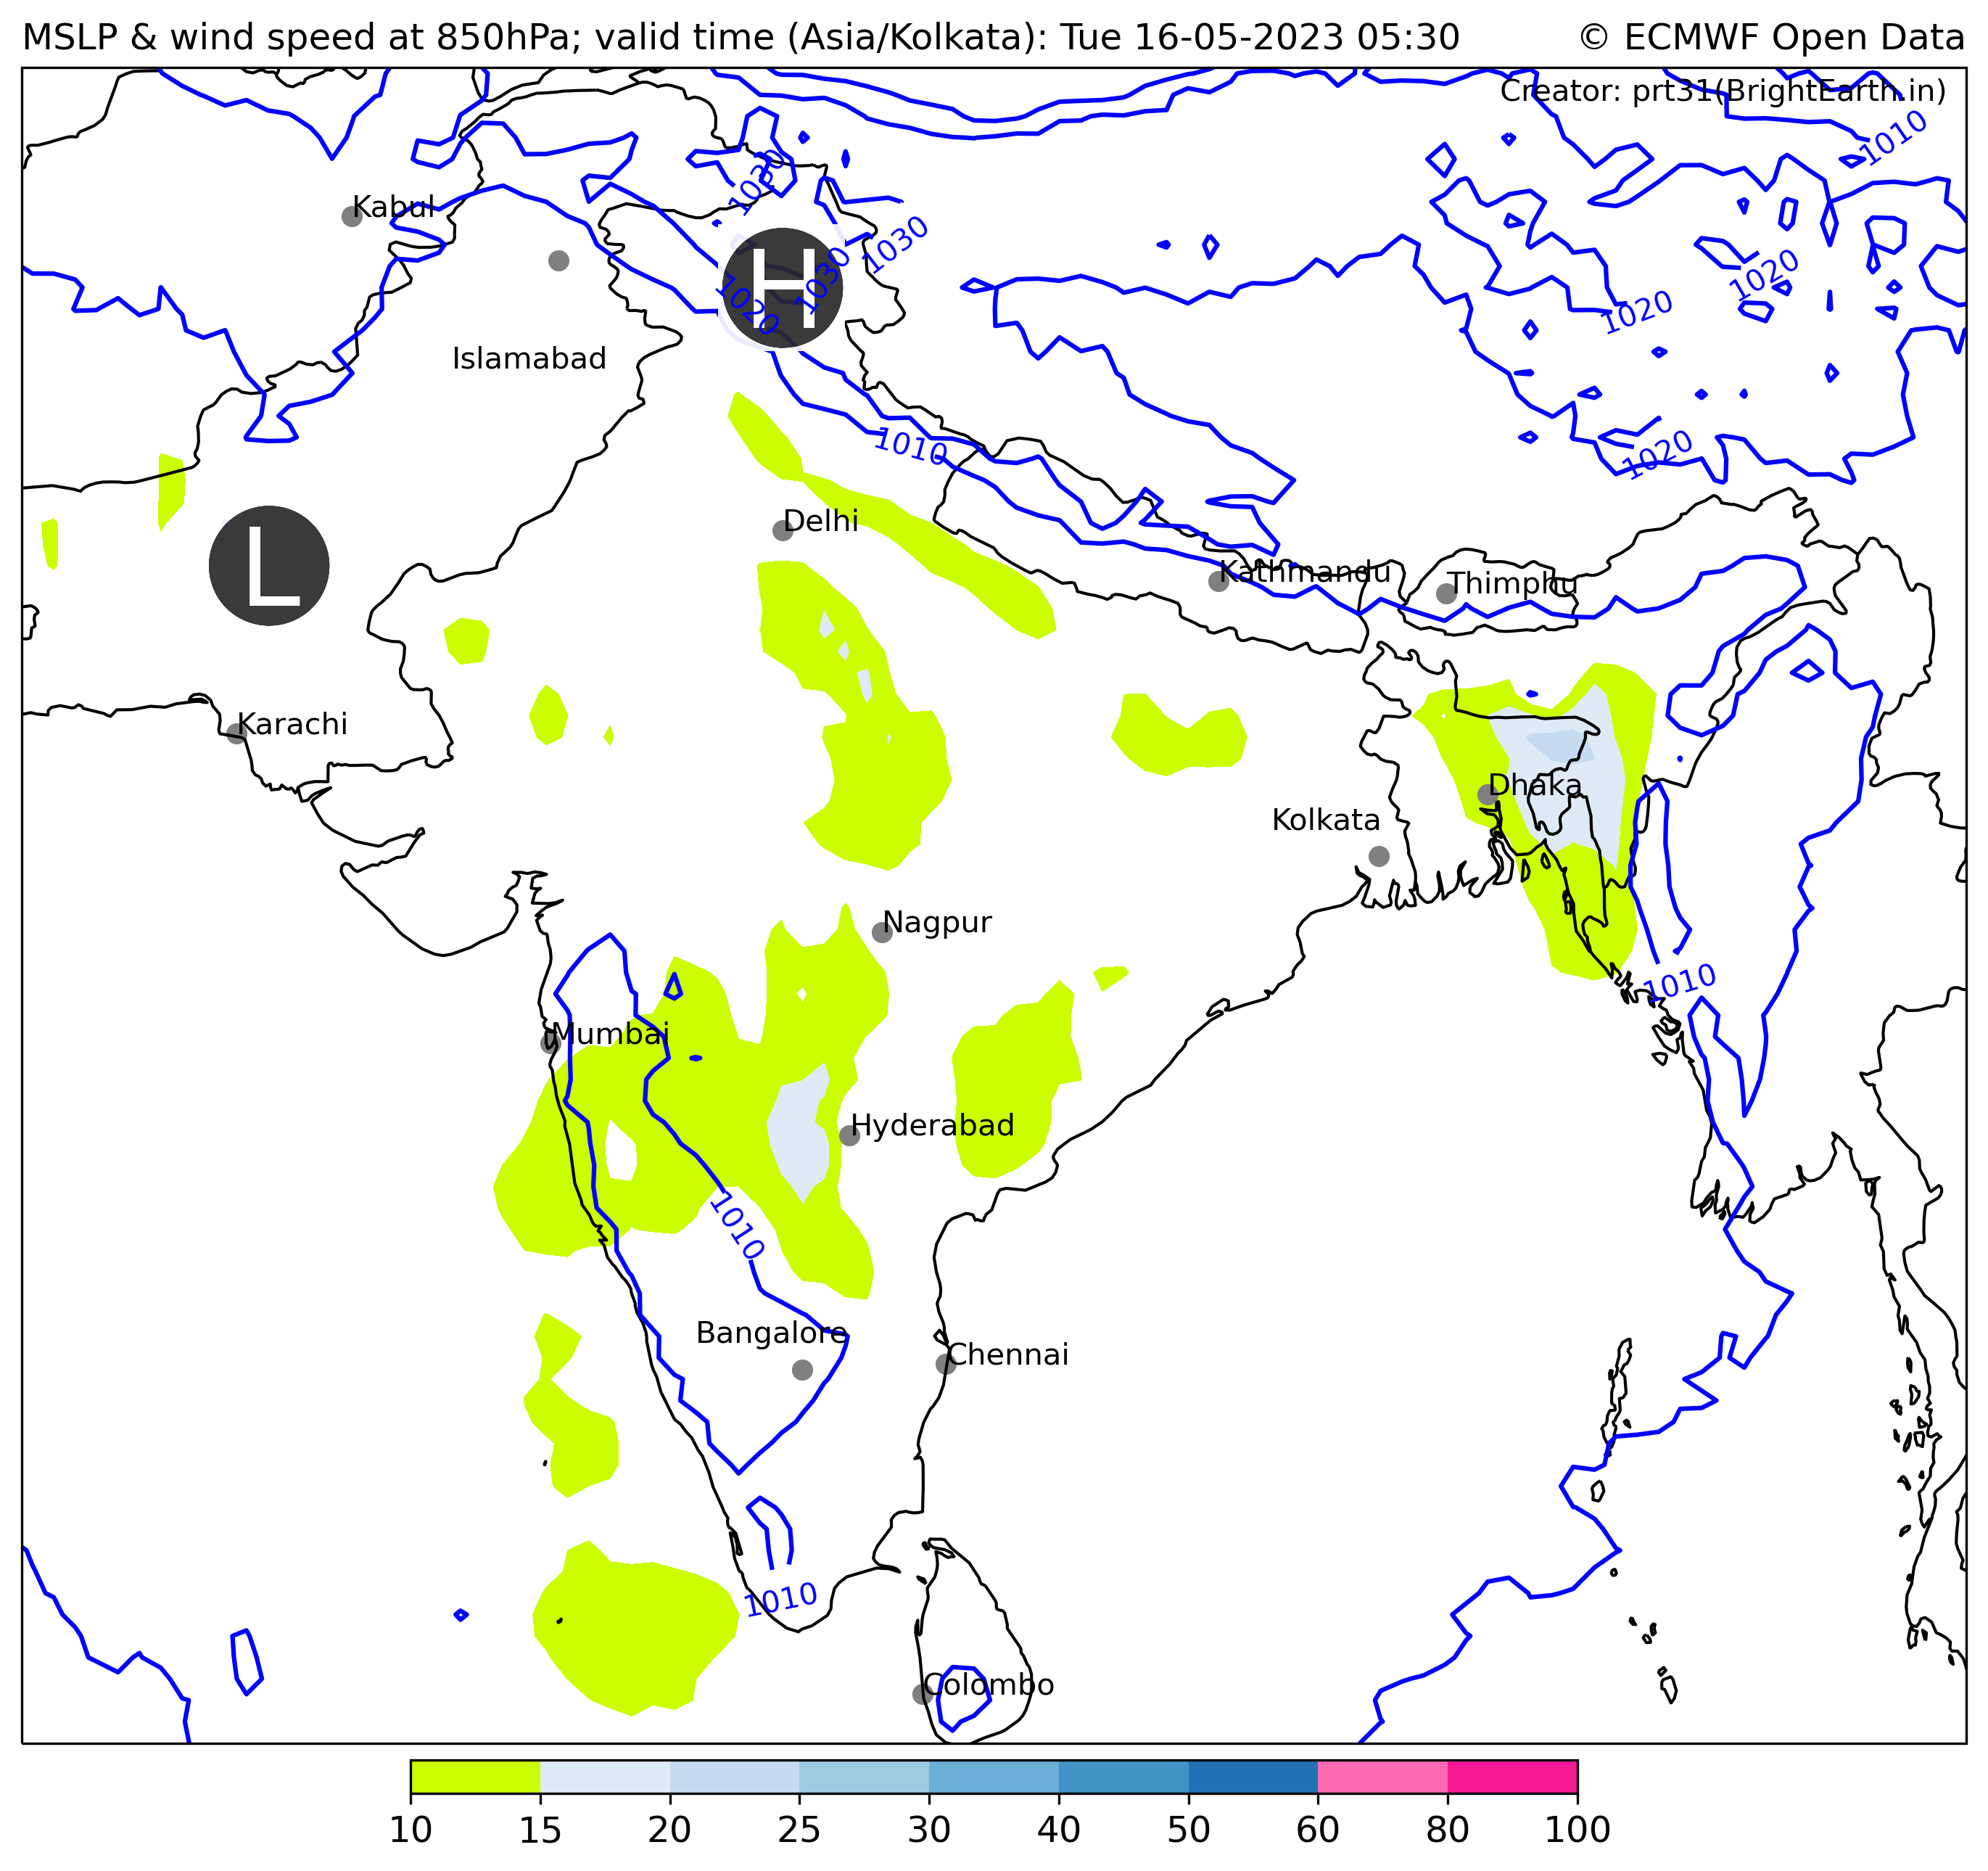 MSLP & wind speed at 850hPa; valid time (Asia/Kolkata): Tue 16-05-2023 05:30
© ECMWF Open Data
Creator: prt31(BrightEarth.in)
1010
1030
Kabul
1030
H
1030
1020
1020
1020
Islamabad
1010
1020
Delhi
L
Kathmandu
Thimphu
Karachi
Dhaka
Kolkata
Nagpur
1010
Mumbai
Hyderabad
1010
Bangalore
Chennai
1010
Colombo
10 15 20 25 30 40 50 60 80 100